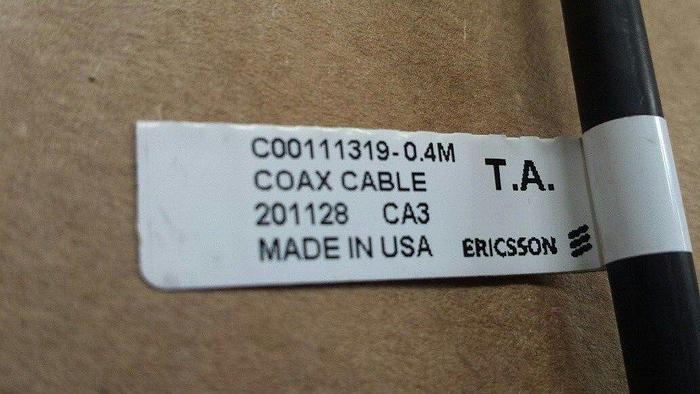 C00111319-0.4M
COAX CABLE
201128 CA3
MADE IN USA
T.A.
ERICSSON